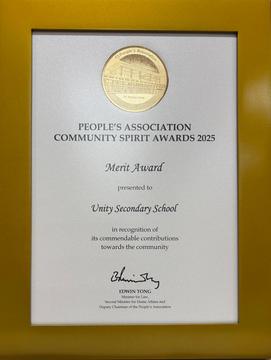 People's Association
PEOPLE'S ASSOCIATION
COMMUNITY SPIRIT AWARDS 2025
Merit Award
presented to
Unity Secondary School
in recognition of
its commendable contributions
towards the community
EDWIN TONG
Minister for Law,
Second Minister for Home Affairs and
Deputy Chairman of the People's Association